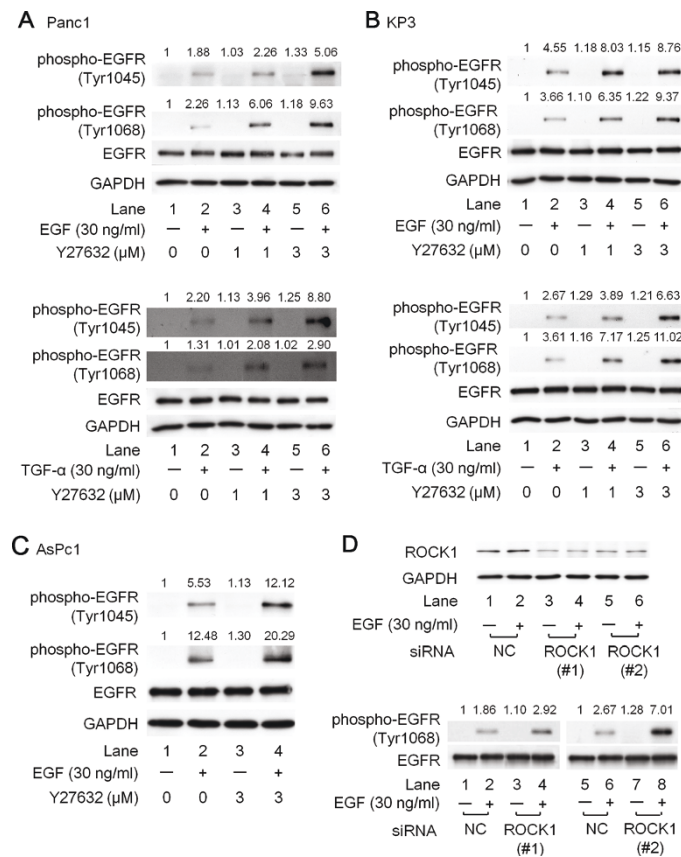 A Panc1
1 1.88 1.03 2.26 1.33 5.06
phospho-EGFR
(Tyr1045)
1 2.26 1.13 6.06 1.18 9.63
phospho-EGFR
(Tyr1068)
EGFR
GAPDH
Lane 1 2 3 4 5 6
EGF (30 ng/ml) — + — + — +
Y27632 (μM) 0 0 1 1 3 3
1 2.20 1.13 3.96 1.25 8.80
phospho-EGFR
(Tyr1045)
1 1.31 1.01 2.08 1.02 2.90
phospho-EGFR
(Tyr1068)
EGFR
GAPDH
Lane 1 2 3 4 5 6
TGF-α (30 ng/ml) — + — + — +
Y27632 (μM) 0 0 1 1 3 3
B KP3
1 4.55 1.18 8.03 1.15 8.76
phospho-EGFR
(Tyr1045)
1 3.66 1.10 6.35 1.22 9.37
phospho-EGFR
(Tyr1068)
EGFR
GAPDH
Lane 1 2 3 4 5 6
EGF (30 ng/ml) — + — + — +
Y27632 (μM) 0 0 1 1 3 3
1 2.67 1.29 3.89 1.21 6.63
phospho-EGFR
(Tyr1045)
1 3.61 1.16 7.17 1.25 11.02
phospho-EGFR
(Tyr1068)
EGFR
GAPDH
Lane 1 2 3 4 5 6
TGF-α (30 ng/ml) — + — + — +
Y27632 (μM) 0 0 1 1 3 3
C AsPc1
1 5.53 1.13 12.12
phospho-EGFR
(Tyr1045)
1 12.48 1.30 20.29
phospho-EGFR
(Tyr1068)
EGFR
GAPDH
Lane 1 2 3 4
EGF (30 ng/ml) — + — +
Y27632 (μM) 0 0 3 3
D
ROCK1
GAPDH
Lane 1 2 3 4 5 6
EGF (30 ng/ml) — + — + — +
siRNA NC ROCK1 ROCK1
(#1) (#2)
1 1.86 1.10 2.92 1 2.67 1.28 7.01
phospho-EGFR
(Tyr1068)
EGFR
Lane 1 2 3 4 5 6 7 8
EGF (30 ng/ml) — + — + — + — +
siRNA NC ROCK1 NC ROCK1
(#1) (#2)